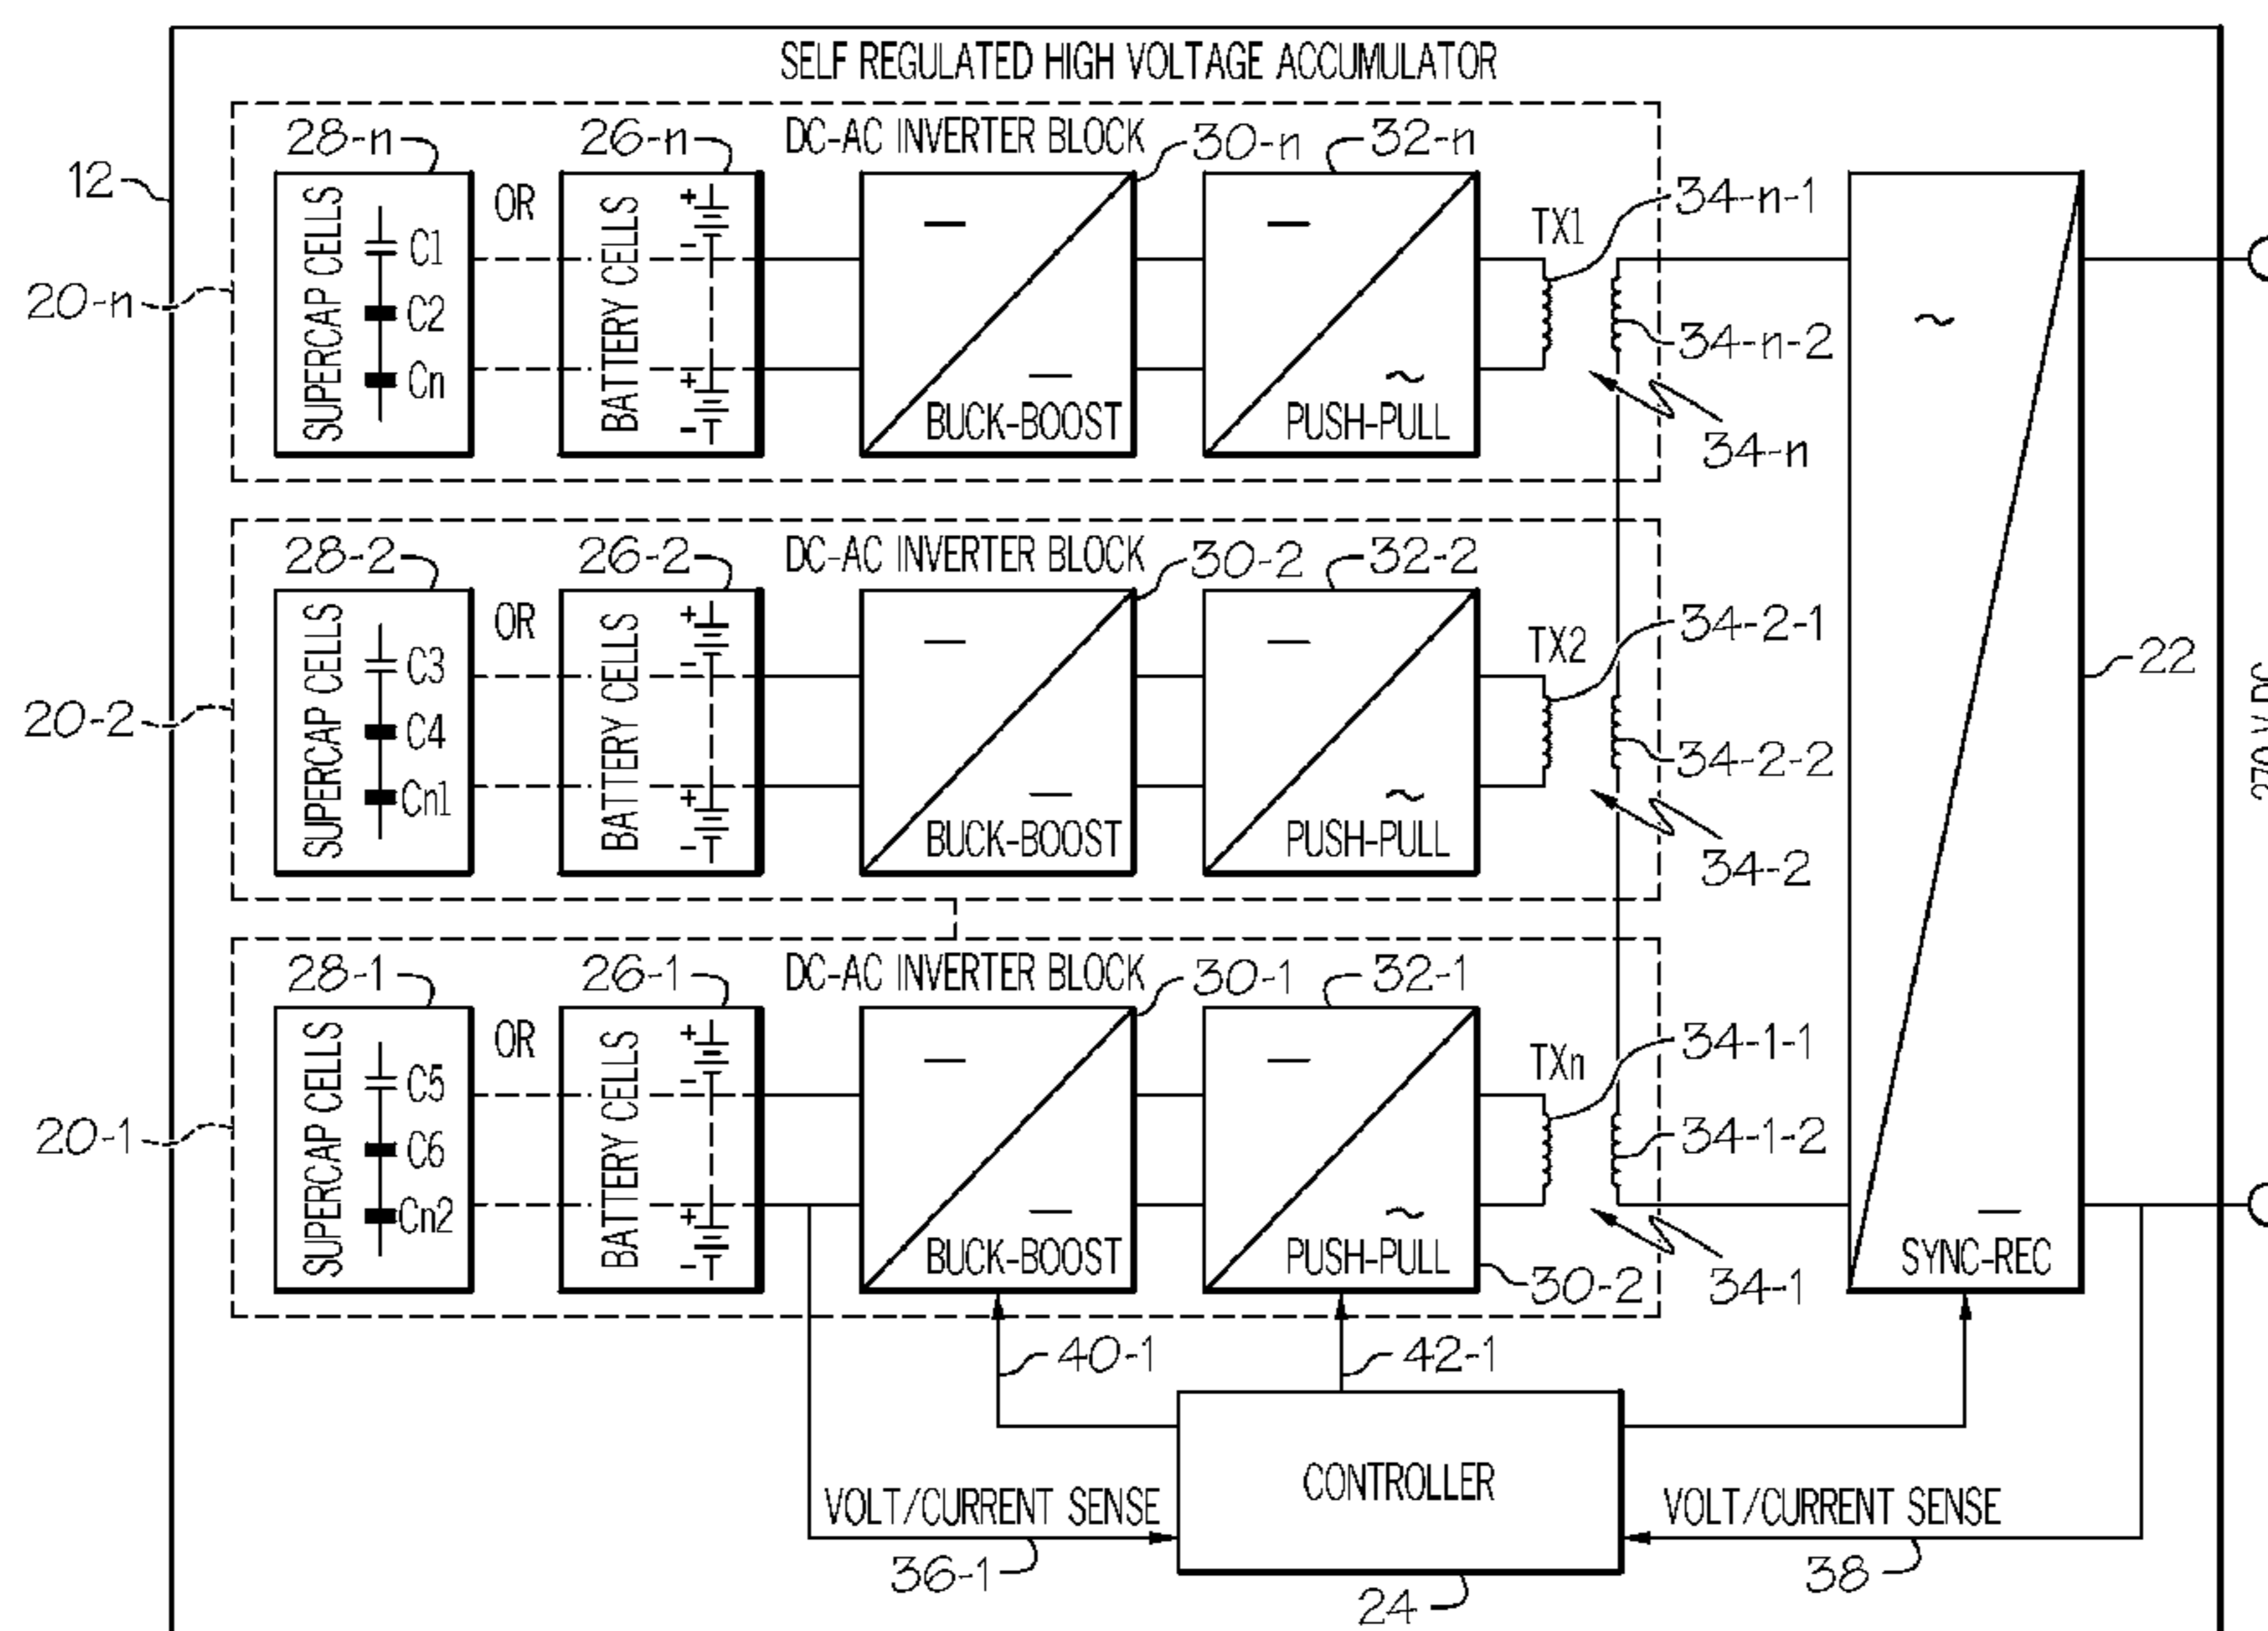 SELF REGULATED HIGH VOLTAGE ACCUMULATOR
12
20-n
28-n
OR
26-n
DC-AC INVERTER BLOCK
30-n
32-n
SUPERCAP CELLS
C1
C2
Cn
BATTERY CELLS
+
-
+
-
BUCK-BOOST
~
PUSH-PULL
TX1
34-n-1
34-n-2
34-n
20-2
28-2
OR
26-2
DC-AC INVERTER BLOCK
30-2
32-2
SUPERCAP CELLS
C3
C4
Cn1
BATTERY CELLS
+
-
+
-
BUCK-BOOST
~
PUSH-PULL
TX2
34-2-1
34-2-2
34-2
20-1
28-1
OR
26-1
DC-AC INVERTER BLOCK
30-1
32-1
SUPERCAP CELLS
C5
C6
Cn2
BATTERY CELLS
+
-
+
-
BUCK-BOOST
~
PUSH-PULL
30-2
TXn
34-1-1
34-1-2
34-1
~
SYNC-REC
22
40-1
42-1
CONTROLLER
24
VOLT/CURRENT SENSE
36-1
VOLT/CURRENT SENSE
38